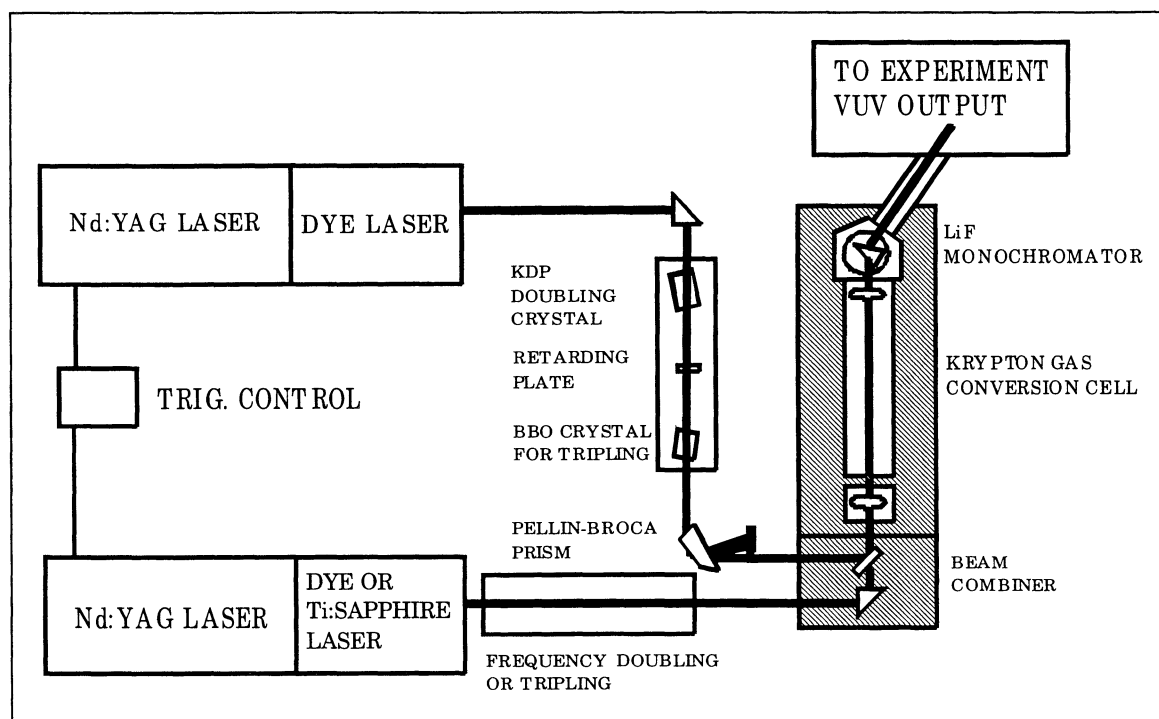 TO EXPERIMENT
VUV OUTPUT
Nd:YAG LASER
DYE LASER
LiF
MONOCHROMATOR
KDP
DOUBLING
CRYSTAL
RETARDING
PLATE
KRYPTON GAS
CONVERSION CELL
TRIG. CONTROL
BBO CRYSTAL
FOR TRIPLING
PELLIN-BROCA
PRISM
BEAM
COMBINER
Nd:YAG LASER
DYE OR
Ti:SAPPHIRE
LASER
FREQUENCY DOUBLING
OR TRIPLING